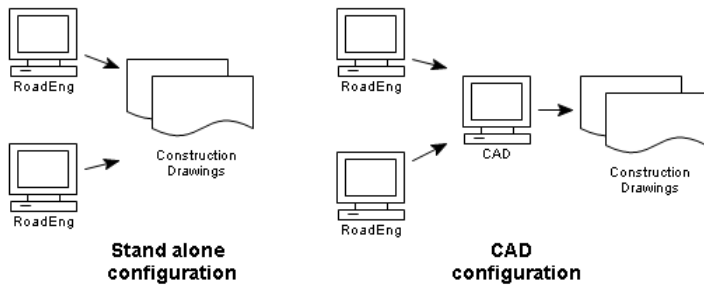 RoadEng
RoadEng
Construction
Drawings
Stand alone
configuration
RoadEng
CAD
RoadEng
Construction
Drawings
CAD
configuration